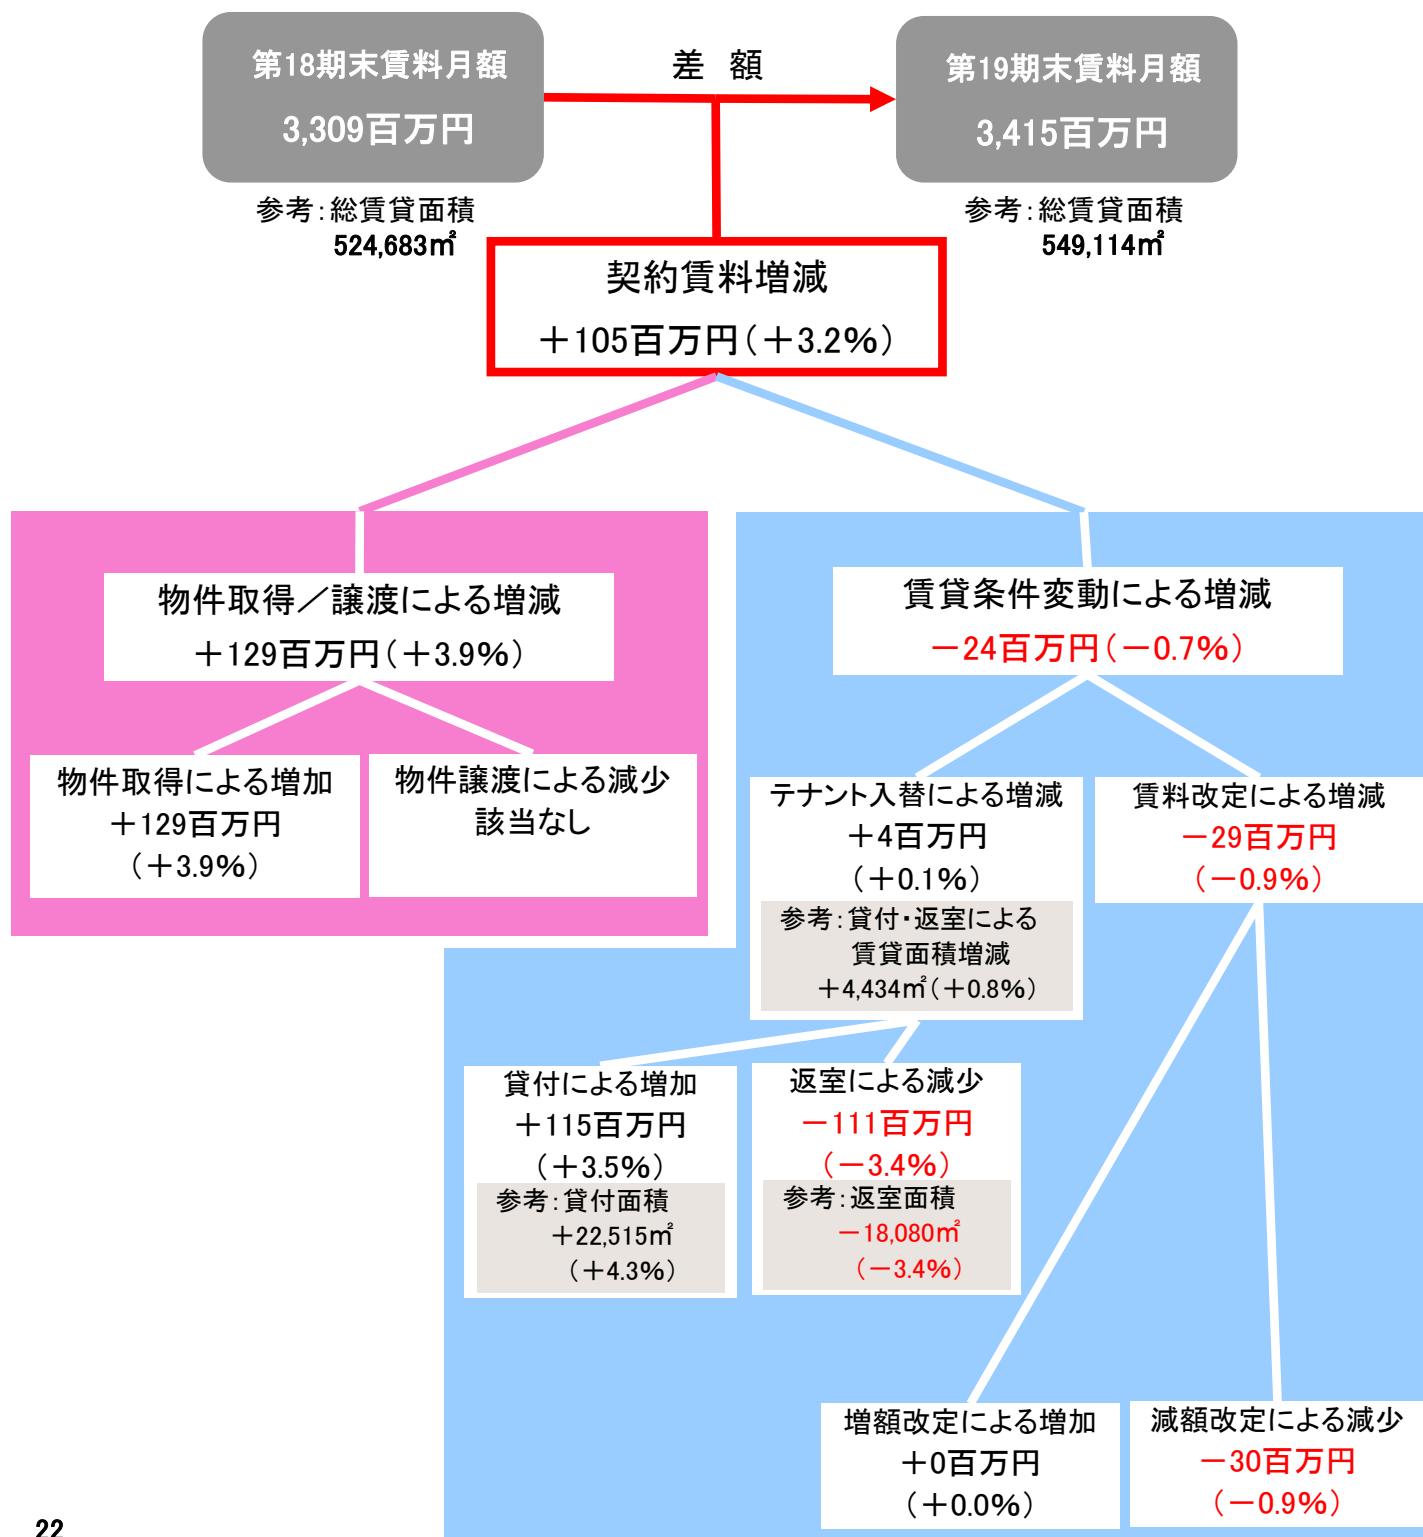 第18期末賃料月額
3,309百万円
差 額
第19期末賃料月額
3,415百万円
参考：総賃貸面積
524,683㎡
参考：総賃貸面積
549,114㎡
契約賃料増減
＋105百万円（＋3.2％）
物件取得／譲渡による増減
＋129百万円（＋3.9％）
物件取得による増加
＋129百万円
（＋3.9％）
物件譲渡による減少
該当なし
賃貸条件変動による増減
－24百万円（－0.7％）
テナント入替による増減
＋4百万円
（＋0.1％）
参考：貸付・返室による
賃貸面積増減
＋4,434㎡（＋0.8％）
賃料改定による増減
－29百万円
（－0.9％）
貸付による増加
＋115百万円
（＋3.5％）
参考：貸付面積
＋22,515㎡
（＋4.3％）
返室による減少
－111百万円
（－3.4％）
参考：返室面積
－18,080㎡
（－3.4％）
増額改定による増加
＋0百万円
（＋0.0％）
減額改定による減少
－30百万円
（－0.9％）
22